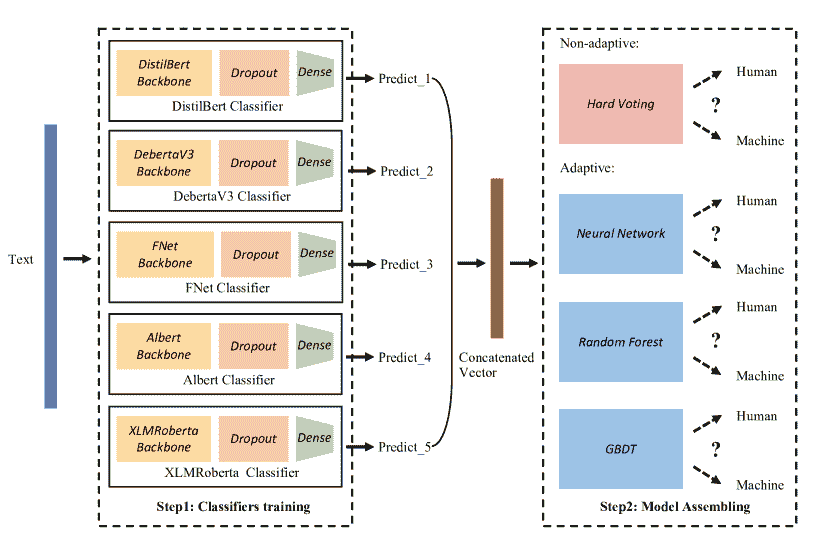 Text
DistilBert
Backbone
Dropout
Dense
DistilBert Classifier
DebertaV3
Backbone
Dropout
Dense
DebertaV3 Classifier
FNet
Backbone
Dropout
Dense
FNet Classifier
Albert
Backbone
Dropout
Dense
Albert Classifier
XLMRoberta
Backbone
Dropout
Dense
XLMRoberta Classifier
Step1: Classifiers training
Predict_1
Predict_2
Predict_3
Predict_4
Predict_5
Concatenated
Vector
Non-adaptive:
Hard Voting
Human
?
Machine
Adaptive:
Neural Network
Human
?
Machine
Random Forest
Human
?
Machine
GBDT
Human
?
Machine
Step2: Model Assembling